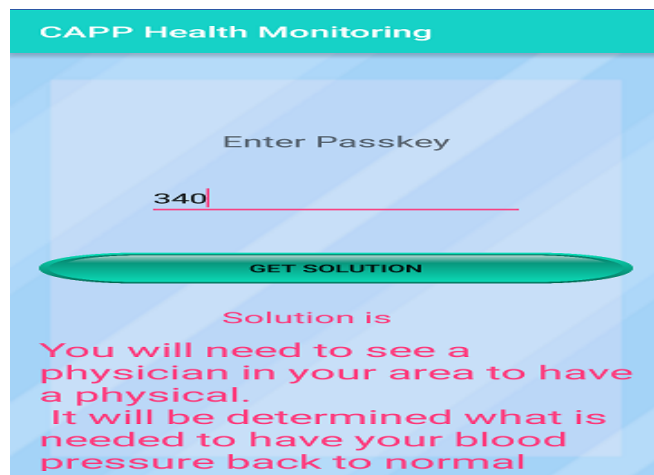 CAPP Health Monitoring
Enter Passkey
340
GET SOLUTION
Solution is
You will need to see a
physician in your area to have
a physical.
It will be determined what is
needed to have your blood
pressure back to normal